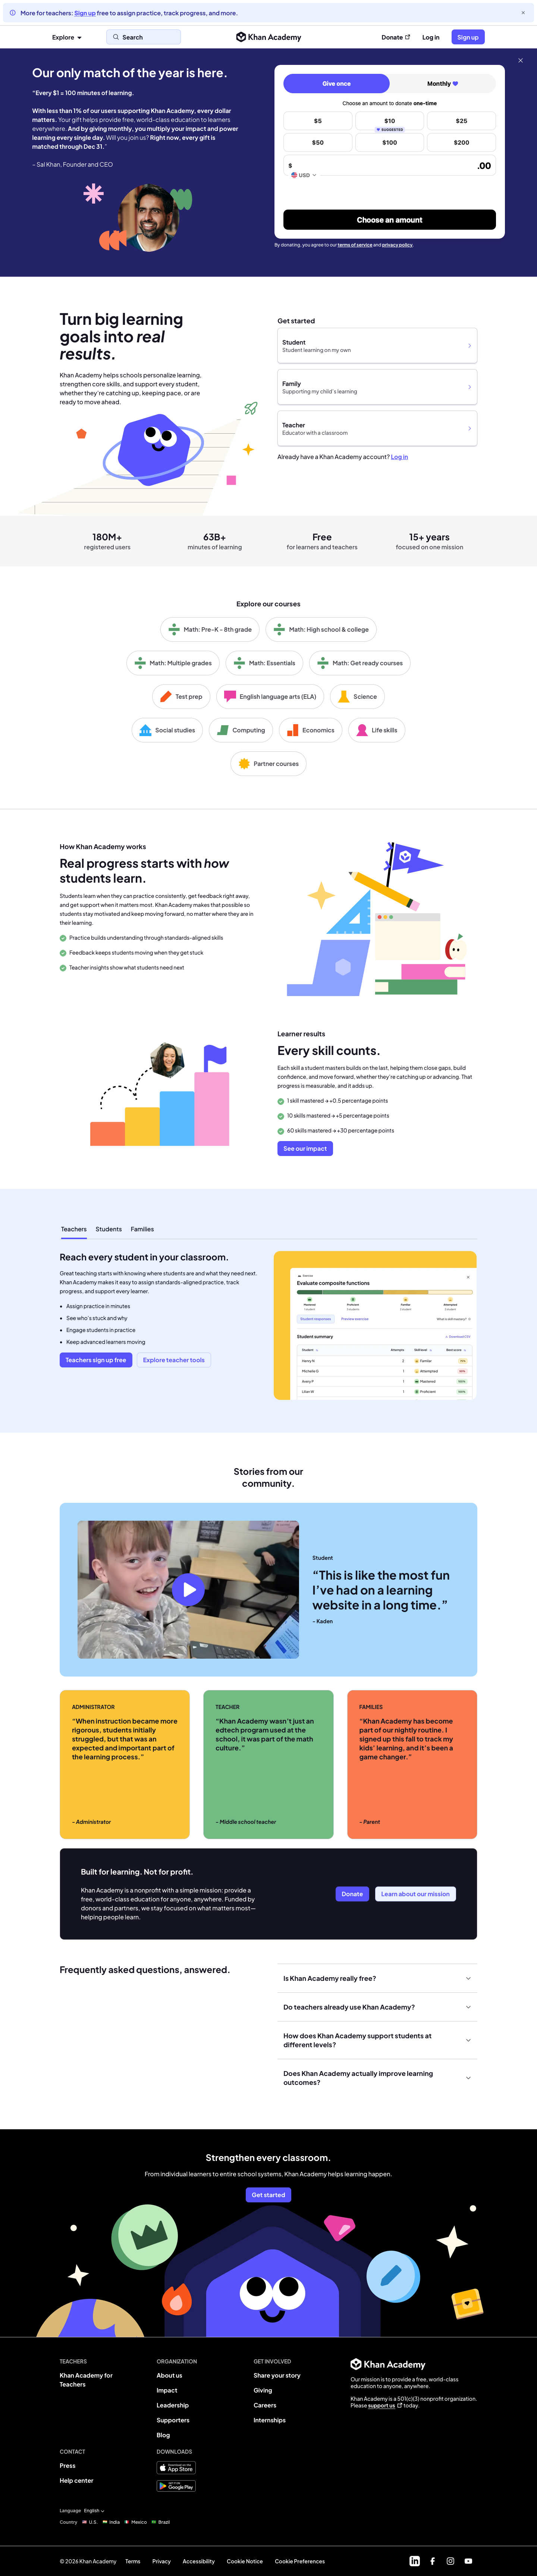 More for teachers: Sign up free to assign practice, track progress, and more.
Explore
Search
Khan Academy
Donate
Log in
Sign up
Our only match of the year is here.
"Every $1 = 100 minutes of learning.
With less than 1% of our users supporting Khan Academy, every dollar
matters. Your gift helps provide free, world-class education to learners
everywhere. And by giving monthly, you multiply your impact and power
learning every single day. Will you join us? Right now, every gift is
matched through Dec 31."
- Sal Khan, Founder and CEO
Give once
Monthly
Choose an amount to donate one-time
$5
$10
SUGGESTED
$25
$50
$100
$200
$
.00
USD
Choose an amount
By donating, you agree to our terms of service and privacy policy.
Turn big learning
goals into real
results.
Khan Academy helps schools personalize learning,
strengthen core skills, and support every student,
whether they're catching up, keeping pace, or are
ready to move ahead.
Get started
Student
Student learning on my own
Family
Supporting my child's learning
Teacher
Educator with a classroom
Already have a Khan Academy account? Log in
180M+
registered users
63B+
minutes of learning
Free
for learners and teachers
15+ years
focused on one mission
Explore our courses
Math: Pre-K - 8th grade
Math: High school & college
Math: Multiple grades
Math: Essentials
Math: Get ready courses
Test prep
English language arts (ELA)
Science
Social studies
Computing
Economics
Life skills
Partner courses
How Khan Academy works
Real progress starts with how
students learn.
Students learn when they can practice consistently, get feedback right away,
and get support when it matters most. Khan Academy makes that possible so
students stay motivated and keep moving forward, no matter where they are in
their learning.
Practice builds understanding through standards-aligned skills
Feedback keeps students moving when they get stuck
Teacher insights show what students need next
Learner results
Every skill counts.
Each skill a student masters builds on the last, helping them close gaps, build
confidence, and move forward, whether they're catching up or advancing. That
progress is measurable, and it adds up.
1 skill mastered → +0.5 percentage points
10 skills mastered → +5 percentage points
60 skills mastered → +30 percentage points
See our impact
Teachers
Students
Families
Reach every student in your classroom.
Great teaching starts with knowing where students are and what they need next.
Khan Academy makes it easy to assign standards-aligned practice, track
progress, and support every learner.
Assign practice in minutes
See who's stuck and why
Engage students in practice
Keep advanced learners moving
Teachers sign up free
Explore teacher tools
Evaluate composite functions
Student responses
Preview exercise
What is skill mastery?
Student summary
Download CSV
Student
Attempts
Skill level
Best score
Henry R
Familiar
Michelle G
1
Attempted
Avery P
1
Mastered
100%
Lilian W
1
Proficient
100%
Stories from our
community.
Student
"This is like the most fun
I've had on a learning
website in a long time."
- Kaden
ADMINISTRATOR
"When instruction became more
rigorous, students initially
struggled, but that was an
expected and important part of
the learning process."
- Administrator
TEACHER
"Khan Academy wasn't just an
edtech program used at the
school, it was part of the math
culture."
- Middle school teacher
FAMILIES
"Khan Academy has become
part of our nightly routine. I
signed up this fall to track my
kids' learning, and it's been a
game changer."
- Parent
Built for learning. Not for profit.
Khan Academy is a nonprofit with a simple mission: provide a
free, world-class education for anyone, anywhere. Funded by
donors and partners, we stay focused on what matters most—
helping people learn.
Donate
Learn about our mission
Frequently asked questions, answered.
Is Khan Academy really free?
Do teachers already use Khan Academy?
How does Khan Academy support students at
different levels?
Does Khan Academy actually improve learning
outcomes?
Strengthen every classroom.
From individual learners to entire school systems, Khan Academy helps learning happen.
Get started
TEACHERS
Khan Academy for
Teachers
ORGANIZATION
About us
Impact
Leadership
Supporters
Blog
GET INVOLVED
Share your story
Giving
Careers
Internships
Khan Academy
Our mission is to provide a free, world-class
education to anyone, anywhere.
Khan Academy is a 501(c)(3) nonprofit organization.
Please support us today.
CONTACT
Press
Help center
DOWNLOADS
Download on the
App Store
GET IT ON
Google Play
Language English
Country U.S. India Mexico Brazil
© 2026 Khan Academy
Terms
Privacy
Accessibility
Cookie Notice
Cookie Preferences